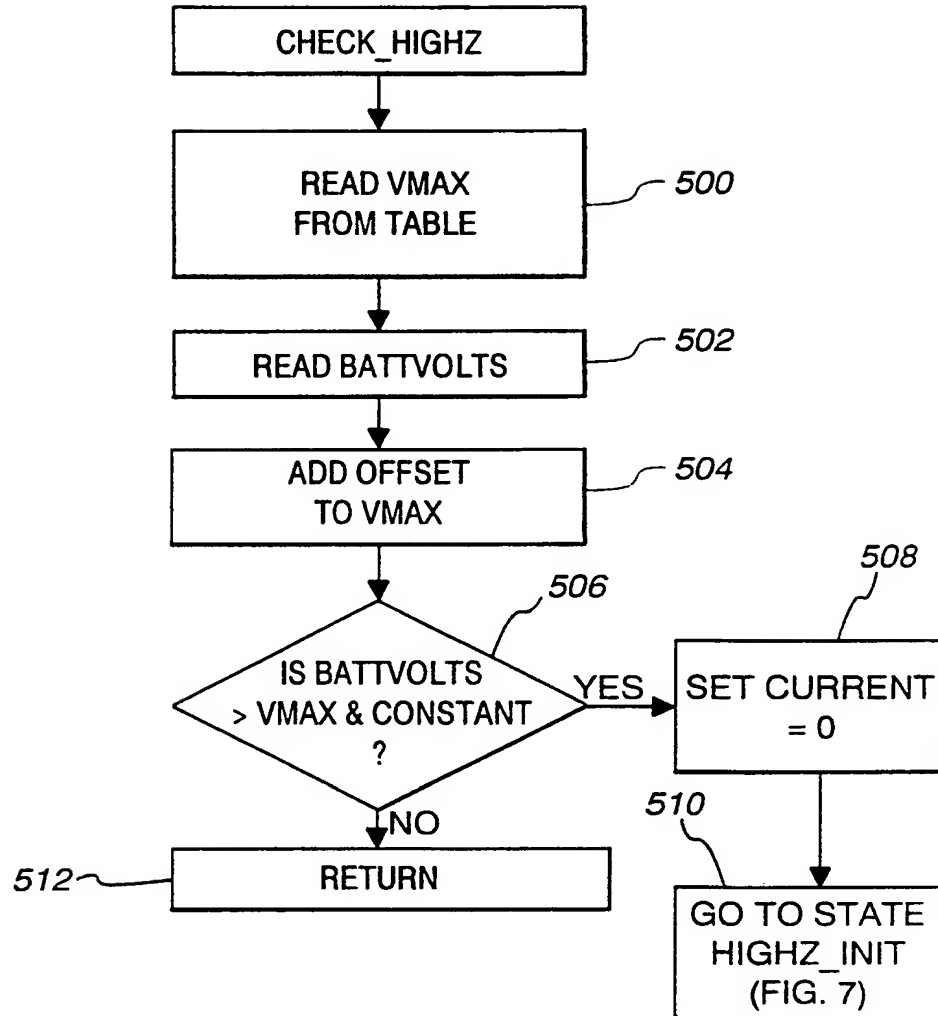 CHECK_HIGHZ
READ VMAX
FROM TABLE
500
READ BATTVOLTS
502
ADD OFFSET
TO VMAX
504
506
IS BATTVOLTS
> VMAX & CONSTANT
?
YES
508
SET CURRENT
= 0
NO
512
RETURN
510
GO TO STATE
HIGHZ_INIT
(FIG. 7)